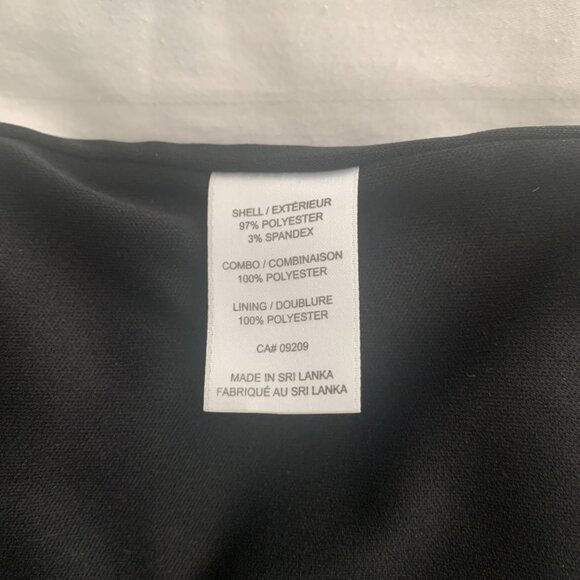 SHELL / EXTÉRIEUR
97% POLYESTER
3% SPANDEX
COMBO / COMBINAISON
100% POLYESTER
LINING / DOUBLURE
100% POLYESTER
CA# 09209
MADE IN SRI LANKA
FABRIQUÉ AU SRI LANKA